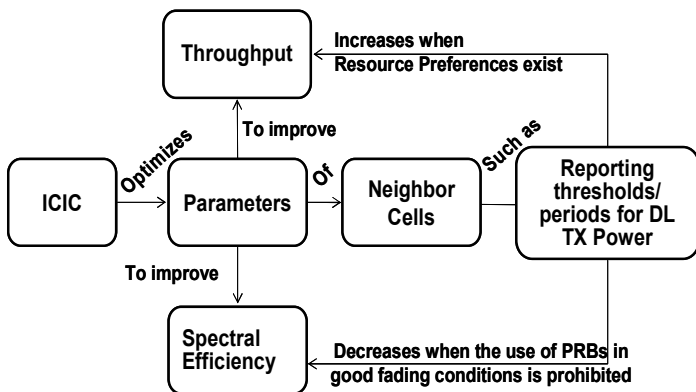 Throughput
Increases when
Resource Preferences exist
To improve
Optimizes
Such as
ICIC
Parameters
Of
Neighbor
Cells
Reporting
thresholds/
periods for DL
TX Power
To improve
Spectral
Efficiency
Decreases when the use of PRBs in
good fading conditions is prohibited